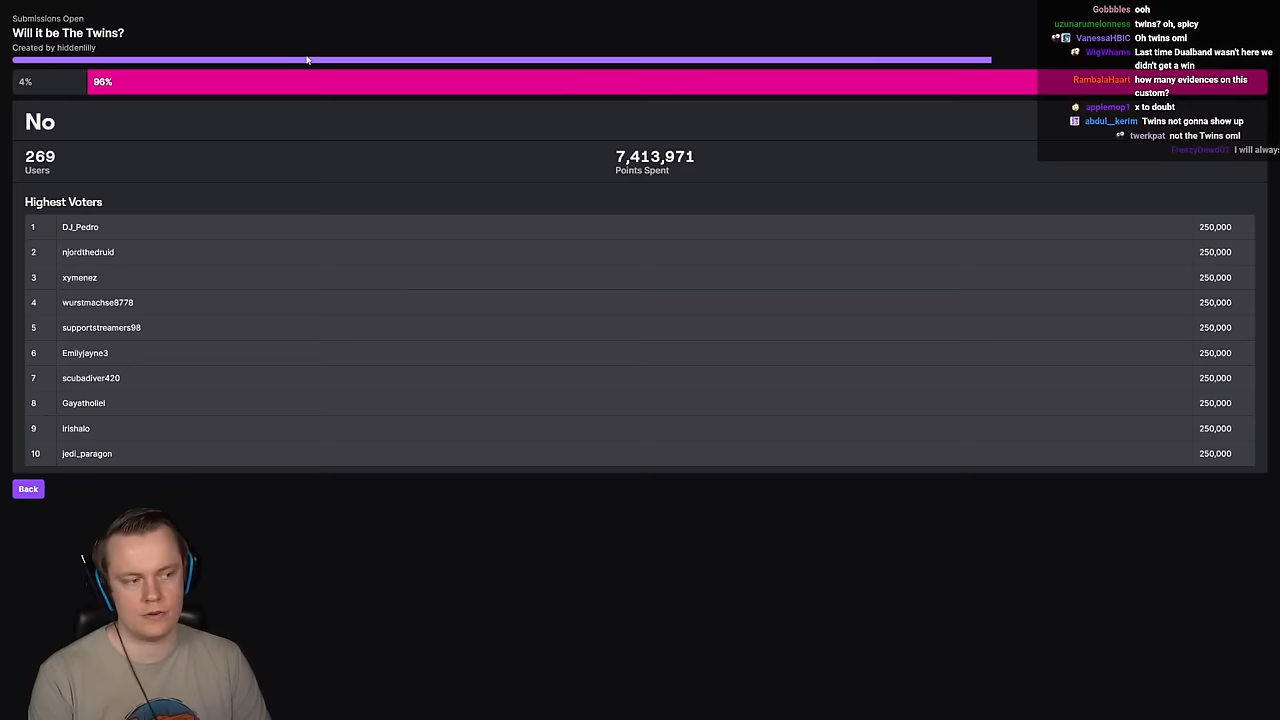 Submissions Open
Will it be The Twins?
Created by hiddenlilly
4%
96%
No
269
Users
7,413,971
Points Spent
Highest Voters
1 DJ_Pedro 250,000
2 njordthedruid 250,000
3 xymenez 250,000
4 wurstmachse8778 250,000
5 supportstreamers98 250,000
6 Emilyjayne3 250,000
7 scubadiver420 250,000
8 Gayatholiel 250,000
9 irishalo 250,000
10 jedi_paragon 250,000
Back
Gobbbles ooh
uzunarumelonness twins? oh, spicy
VanessaHBIC Oh twins oml
WigWhams Last time Dualband wasn't here we
didn't get a win
RambalaHaart how many evidences on this
custom?
applemop1 x to doubt
abdul__kerim Twins not gonna show up
twerkpat not the Twins oml
FreezyDewd01 I will alway